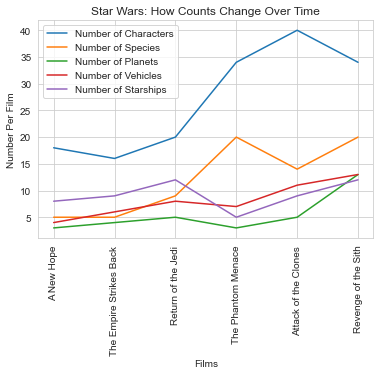 Star Wars: How Counts Change Over Time
Number of Characters
Number of Species
Number of Planets
Number of Vehicles
Number of Starships
Number Per Film
40
35
30
25
20
15
10
5
A New Hope
The Empire Strikes Back
Return of the Jedi
The Phantom Menace
Attack of the Clones
Revenge of the Sith
Films